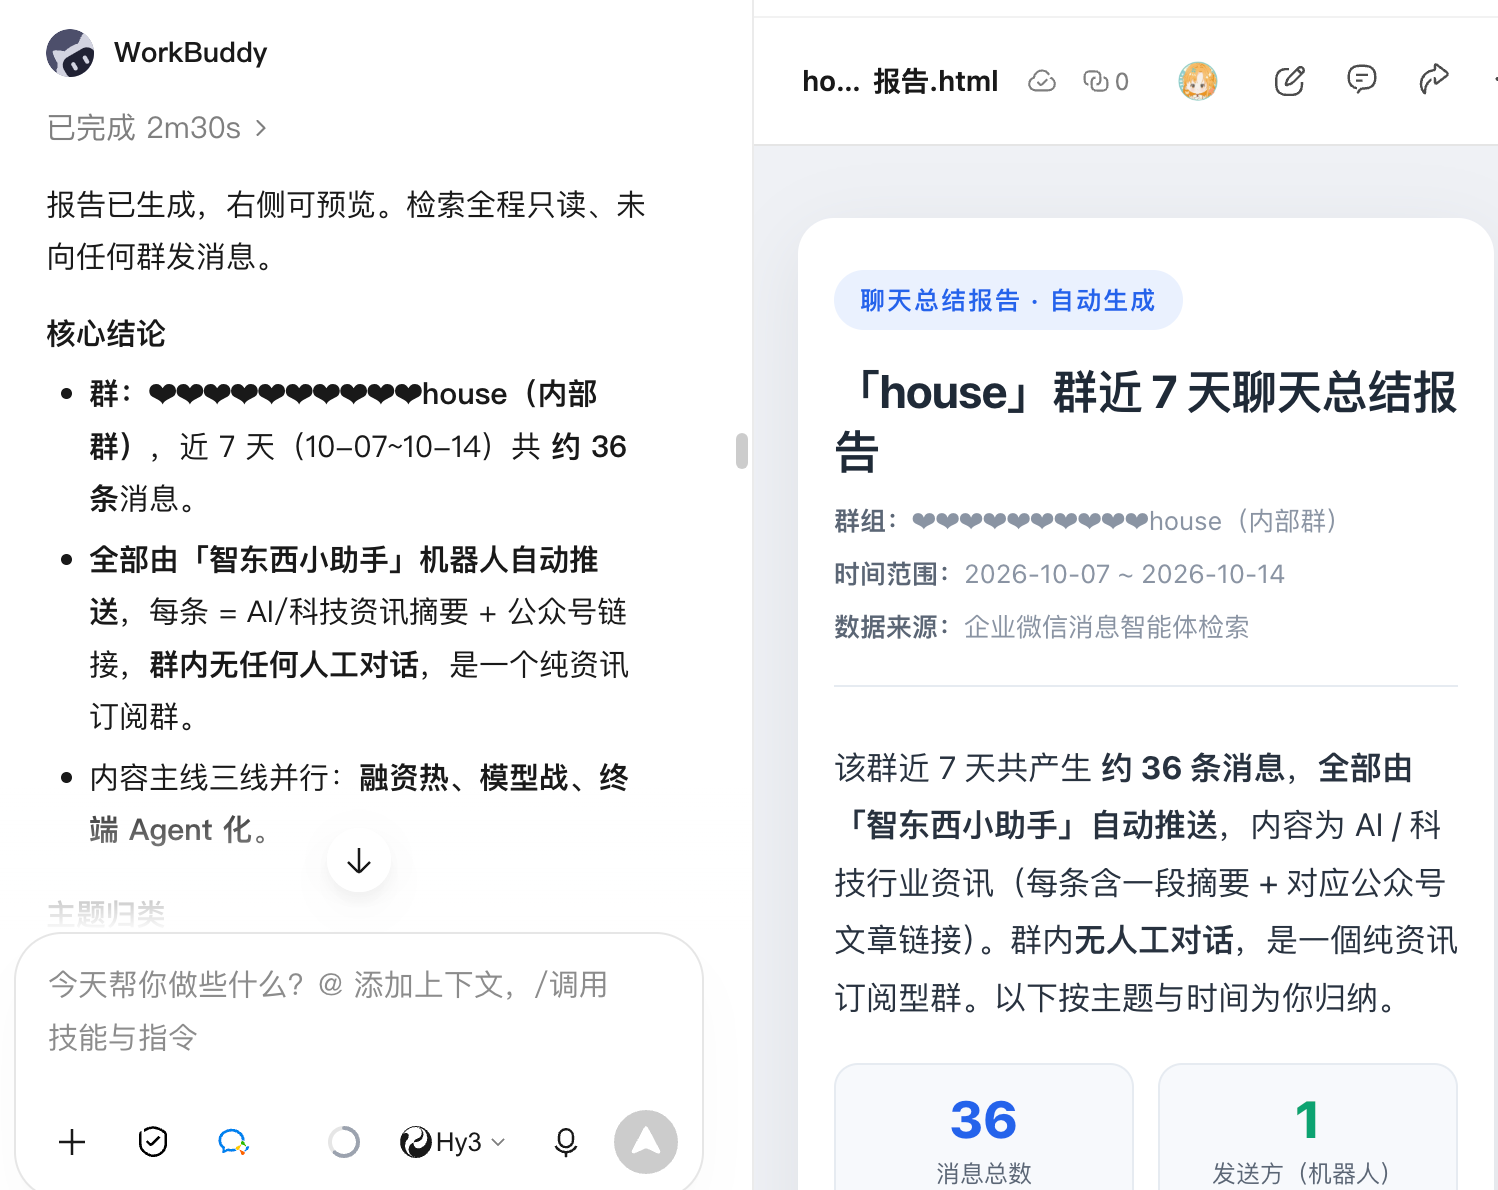 WorkBuddy
已完成 2m30s
报告已生成，右侧可预览。检索全程只读、未
向任何群发消息。
核心结论
群：❤❤❤❤❤❤❤❤❤❤house（内部
群），近 7 天（10-07~10-14）共 约 36
条消息。
全部由「智东西小助手」机器人自动推
送，每条 = AI/科技资讯摘要 + 公众号链
接，群内无任何人工对话，是一个纯资讯
订阅群。
内容主线三线并行：融资热、模型战、终
端 Agent 化。
主题归类
今天帮你做些什么？@ 添加上下文，/调用
技能与指令
Hy3
ho... 报告.html
0
聊天总结报告 · 自动生成
「house」群近 7 天聊天总结报
告
群组：❤❤❤❤❤❤❤❤❤❤house（内部群）
时间范围：2026-10-07 ~ 2026-10-14
数据来源：企业微信消息智能体检索
该群近 7 天共产生 约 36 条消息，全部由
「智东西小助手」自动推送，内容为 AI / 科
技行业资讯（每条含一段摘要 + 对应公众号
文章链接）。群内无人工对话，是一個纯资讯
订阅型群。以下按主题与时间为你归纳。
36
消息总数
1
发送方（机器人）